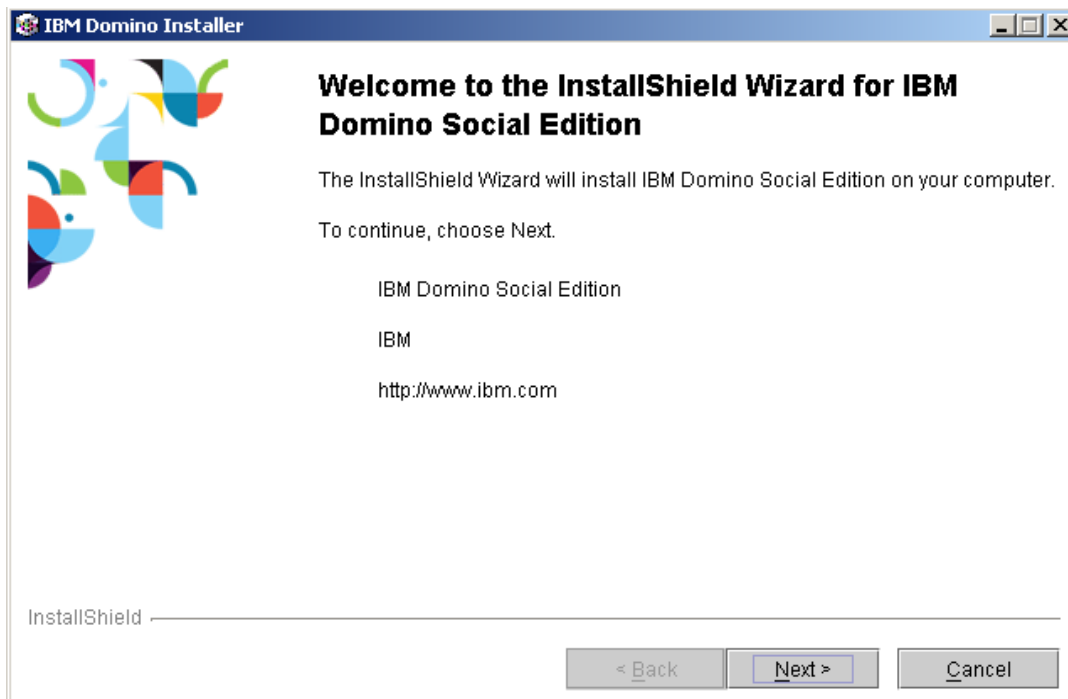 IBM Domino Installer
Welcome to the InstallShield Wizard for IBM
Domino Social Edition
The InstallShield Wizard will install IBM Domino Social Edition on your computer.
To continue, choose Next.
IBM Domino Social Edition
IBM
http://www.ibm.com
InstallShield
< Back
Next >
Cancel